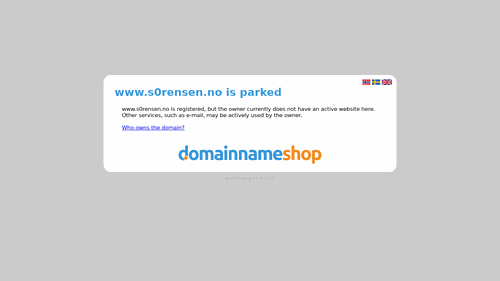 www.s0rensen.no is parked
www.s0rensen.no is registered, but the owner currently does not have an active website here.
Other services, such as e-mail, may be actively used by the owner.
Who owns the domain?
domainnameshop